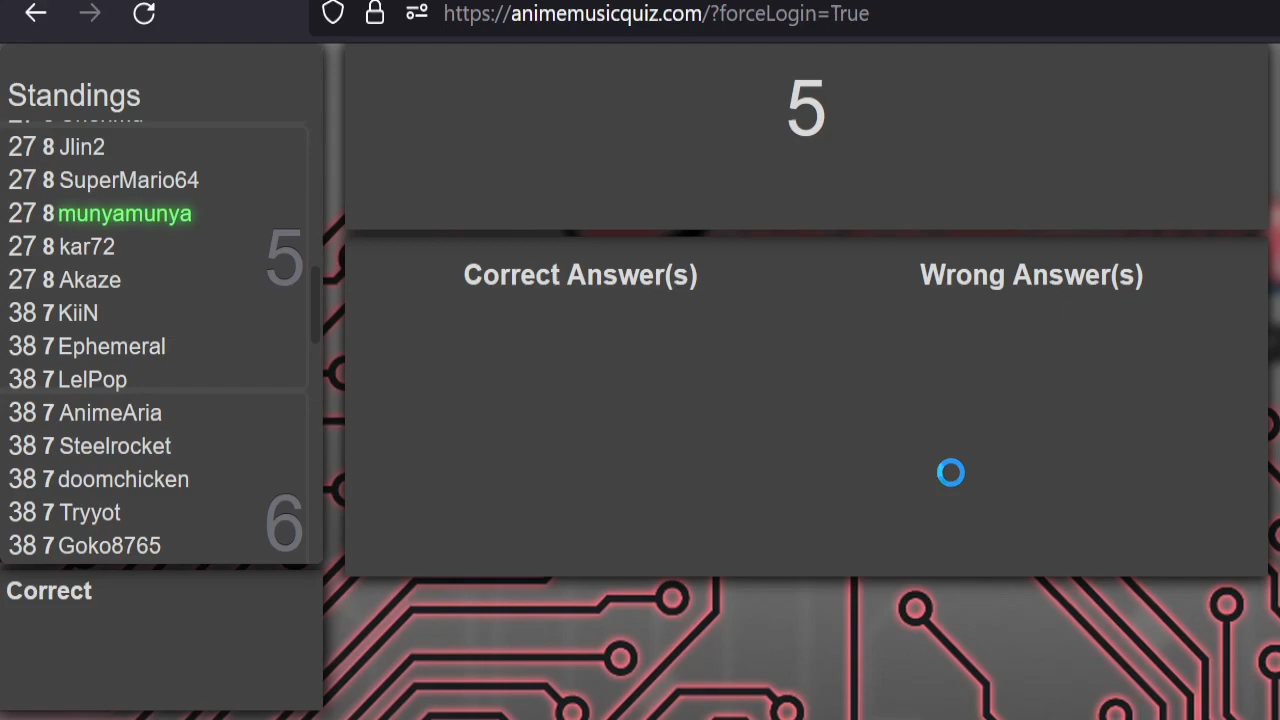 https://animemusicquiz.com/?forceLogin=True
Standings
27 8 Jlin2
27 8 SuperMario64
27 8 munyamunya
27 8 kar72
27 8 Akaze
5
38 7 KiiN
38 7 Ephemeral
38 7 LelPop
38 7 AnimeAria
38 7 Steelrocket
38 7 doomchicken
38 7 Tryyot
38 7 Goko8765
6
Correct
5
Correct Answer(s)
Wrong Answer(s)